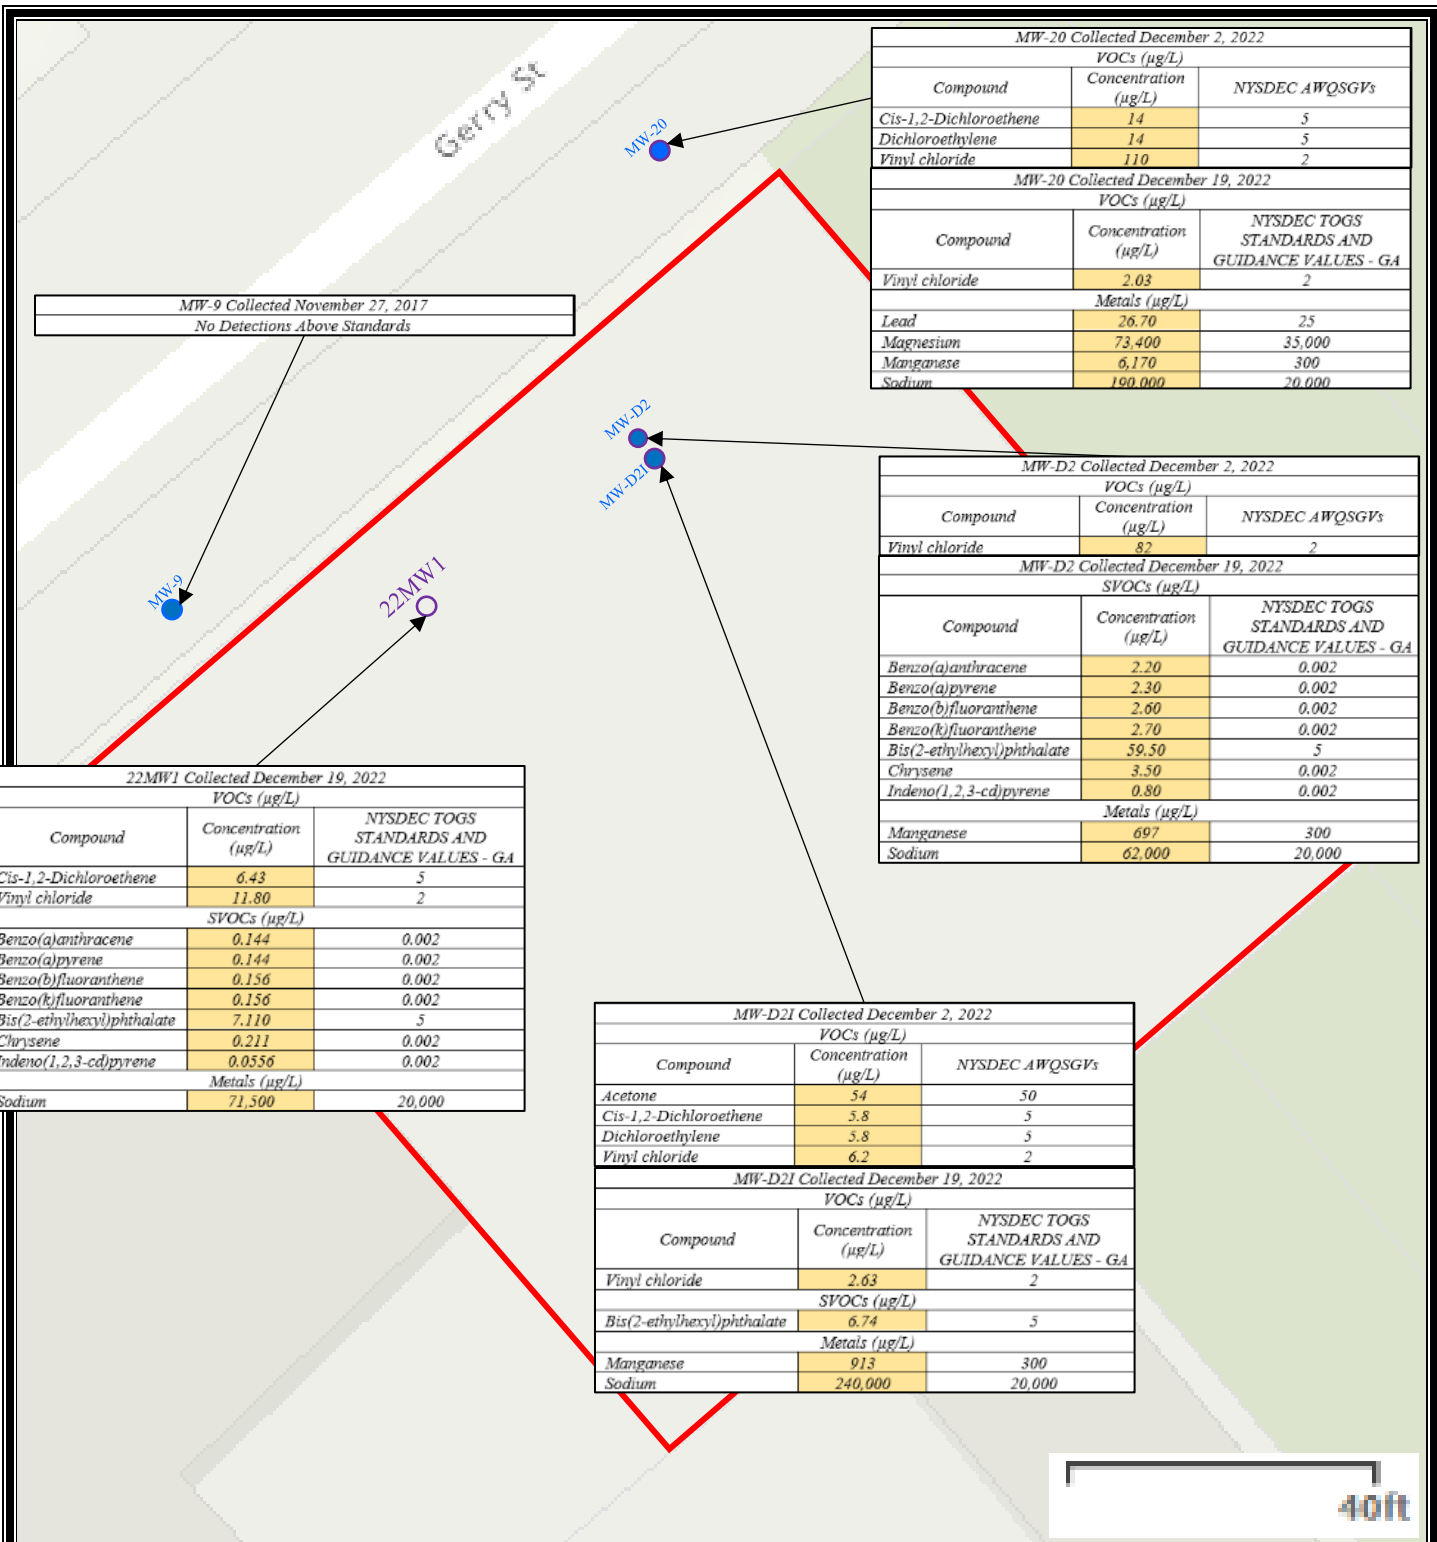 Gerry St
MW-20
MW-20 Collected December 2, 2022
VOCs (µg/L)
Compound Concentration (µg/L) NYSDEC AWQSGVs
Cis-1,2-Dichloroethene 14 5
Dichloroethylene 14 5
Vinyl chloride 110 2
MW-20 Collected December 19, 2022
VOCs (µg/L)
Compound Concentration (µg/L) NYSDEC TOGS STANDARDS AND GUIDANCE VALUES - GA
Vinyl chloride 2.03 2
Metals (µg/L)
Lead 26.70 25
Magnesium 73,400 35,000
Manganese 6,170 300
Sodium 190,000 20,000
MW-9 Collected November 27, 2017
No Detections Above Standards
MW-D2
MW-D2I
MW-9
22MW1
MW-D2 Collected December 2, 2022
VOCs (µg/L)
Compound Concentration (µg/L) NYSDEC AWQSGVs
Vinyl chloride 82 2
MW-D2 Collected December 19, 2022
SVOCs (µg/L)
Compound Concentration (µg/L) NYSDEC TOGS STANDARDS AND GUIDANCE VALUES - GA
Benzo(a)anthracene 2.20 0.002
Benzo(a)pyrene 2.30 0.002
Benzo(b)fluoranthene 2.60 0.002
Benzo(k)fluoranthene 2.70 0.002
Bis(2-ethylhexyl)phthalate 59.50 5
Chrysene 3.50 0.002
Indeno(1,2,3-cd)pyrene 0.80 0.002
Metals (µg/L)
Manganese 697 300
Sodium 62,000 20,000
22MW1 Collected December 19, 2022
VOCs (µg/L)
Compound Concentration (µg/L) NYSDEC TOGS STANDARDS AND GUIDANCE VALUES - GA
Cis-1,2-Dichloroethene 6.43 5
Vinyl chloride 11.80 2
SVOCs (µg/L)
Benzo(a)anthracene 0.144 0.002
Benzo(a)pyrene 0.144 0.002
Benzo(b)fluoranthene 0.156 0.002
Benzo(k)fluoranthene 0.156 0.002
Bis(2-ethylhexyl)phthalate 7.110 5
Chrysene 0.211 0.002
Indeno(1,2,3-cd)pyrene 0.0556 0.002
Metals (µg/L)
Sodium 71,500 20,000
MW-D2I Collected December 2, 2022
VOCs (µg/L)
Compound Concentration (µg/L) NYSDEC AWQSGVs
Acetone 54 50
Cis-1,2-Dichloroethene 5.8 5
Dichloroethylene 5.8 5
Vinyl chloride 6.2 2
MW-D2I Collected December 19, 2022
VOCs (µg/L)
Compound Concentration (µg/L) NYSDEC TOGS STANDARDS AND GUIDANCE VALUES - GA
Vinyl chloride 2.63 2
SVOCs (µg/L)
Bis(2-ethylhexyl)phthalate 6.74 5
Metals (µg/L)
Manganese 913 300
Sodium 240,000 20,000
40ft